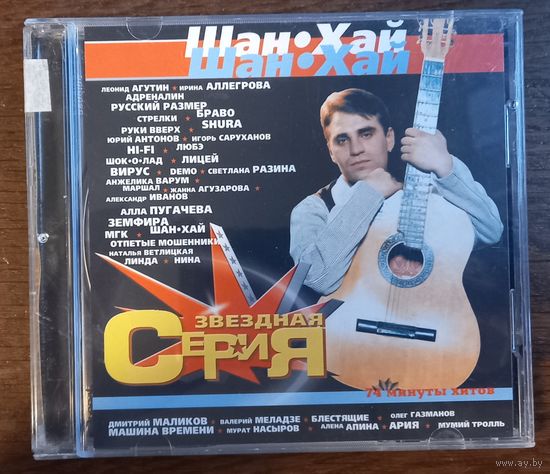 Шан•Хай
Шан•Хай
ЛЕОНИД АГУТИН ★ ИРИНА АЛЛЕГРОВА
АДРЕНАЛИН
РУССКИЙ РАЗМЕР
СТРЕЛКИ ★ БРАВО
РУКИ ВВЕРХ ★ SHURA
ЮРИЙ АНТОНОВ ★ ИГОРЬ САРУХАНОВ
HI-FI ★ ЛЮБЭ
ШОК•О•ЛАД ★ ЛИЦЕЙ
ВИРУС ★ DEMO ★ СВЕТЛАНА РАЗИНА
АНЖЕЛИКА ВАРУМ ★
МАРШАЛ ★ ЖАННА АГУЗАРОВА ★
АЛЕКСАНДР ИВАНОВ
АЛЛА ПУГАЧЕВА
ЗЕМФИРА ★
МГК ★ ШАН•ХАЙ ★
ОТПЕТЫЕ МОШЕННИКИ
НАТАЛЬЯ ВЕТЛИЦКАЯ
ЛИНДА ★ НИНА
ЗВЕЗДНАЯ
СЕРИЯ
74 минуты хитов
ДМИТРИЙ МАЛИКОВ ★ ВАЛЕРИЙ МЕЛАДЗЕ ★ БЛЕСТЯЩИЕ ★ ОЛЕГ ГАЗМАНОВ
МАШИНА ВРЕМЕНИ ★ МУРАТ НАСЫРОВ ★ АЛЕНА АПИНА ★ АРИЯ ★ МУМИЙ ТРОЛЛЬ
www.ay.by